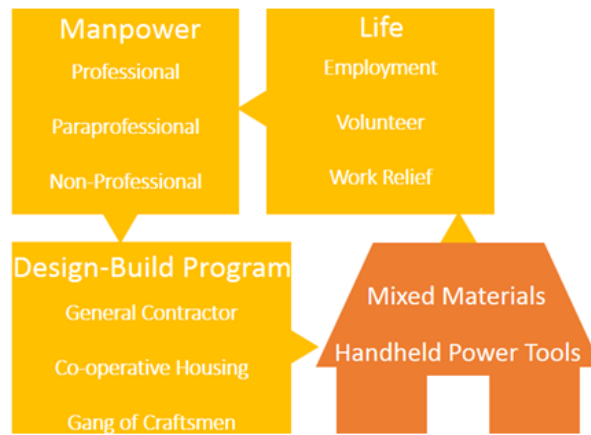 Manpower
Professional
Paraprofessional
Non-Professional
Life
Employment
Volunteer
Work Relief
Design-Build Program
General Contractor
Co-operative Housing
Gang of Craftsmen
Mixed Materials
Handheld Power Tools